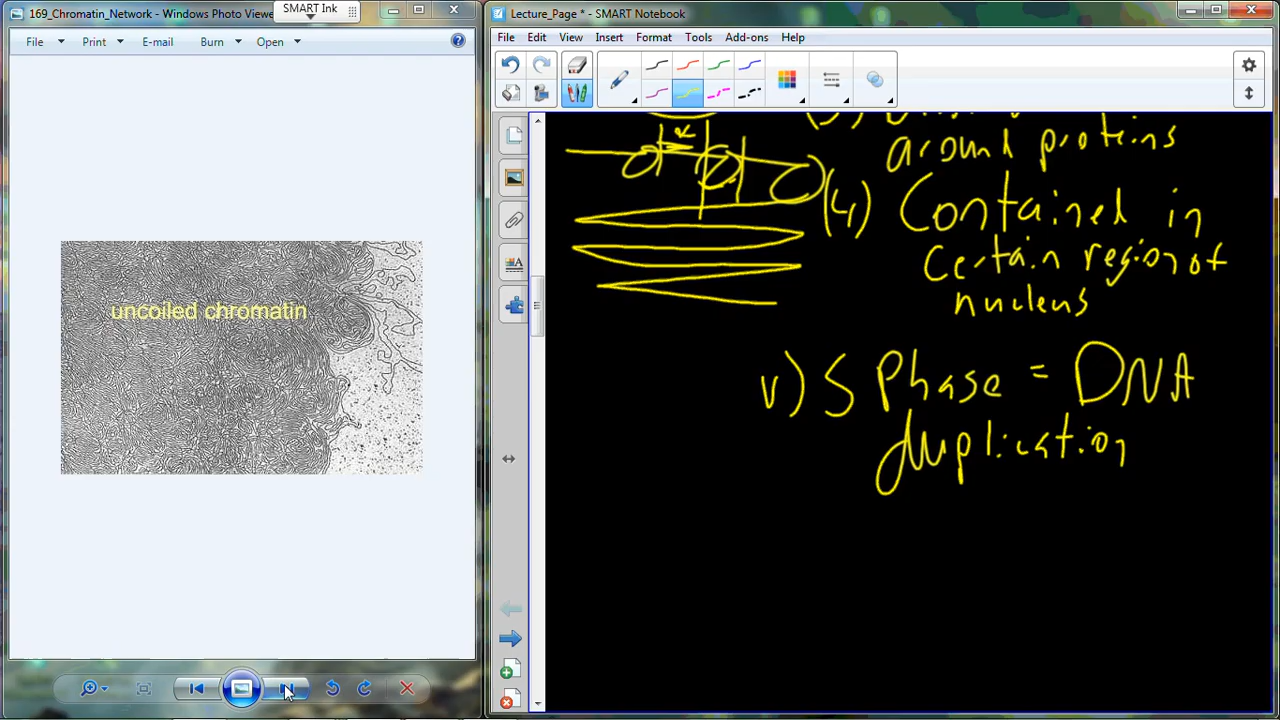 169_Chromatin_Network - Windows Photo Viewer
SMART Ink
File Print E-mail Burn Open
uncoiled chromatin
Lecture_Page * - SMART Notebook
File Edit View Insert Format Tools Add-ons Help
around proteins
(4) Contained in
certain region of
nucleus
v) S Phase = DNA
duplication